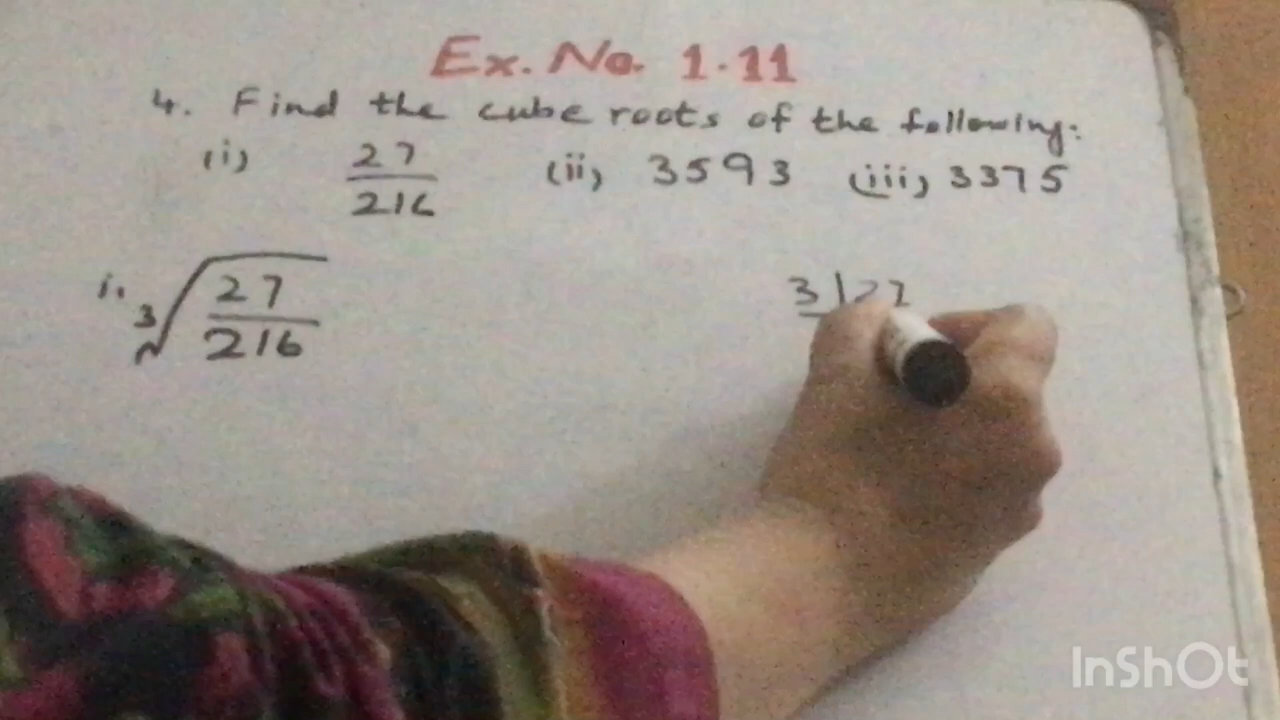 Ex. No. 1.11
4. Find the cube roots of the following:
(i) 27/216 (ii) 3593 (iii) 3375
i. ∛27/216
3 | 27
InShOt